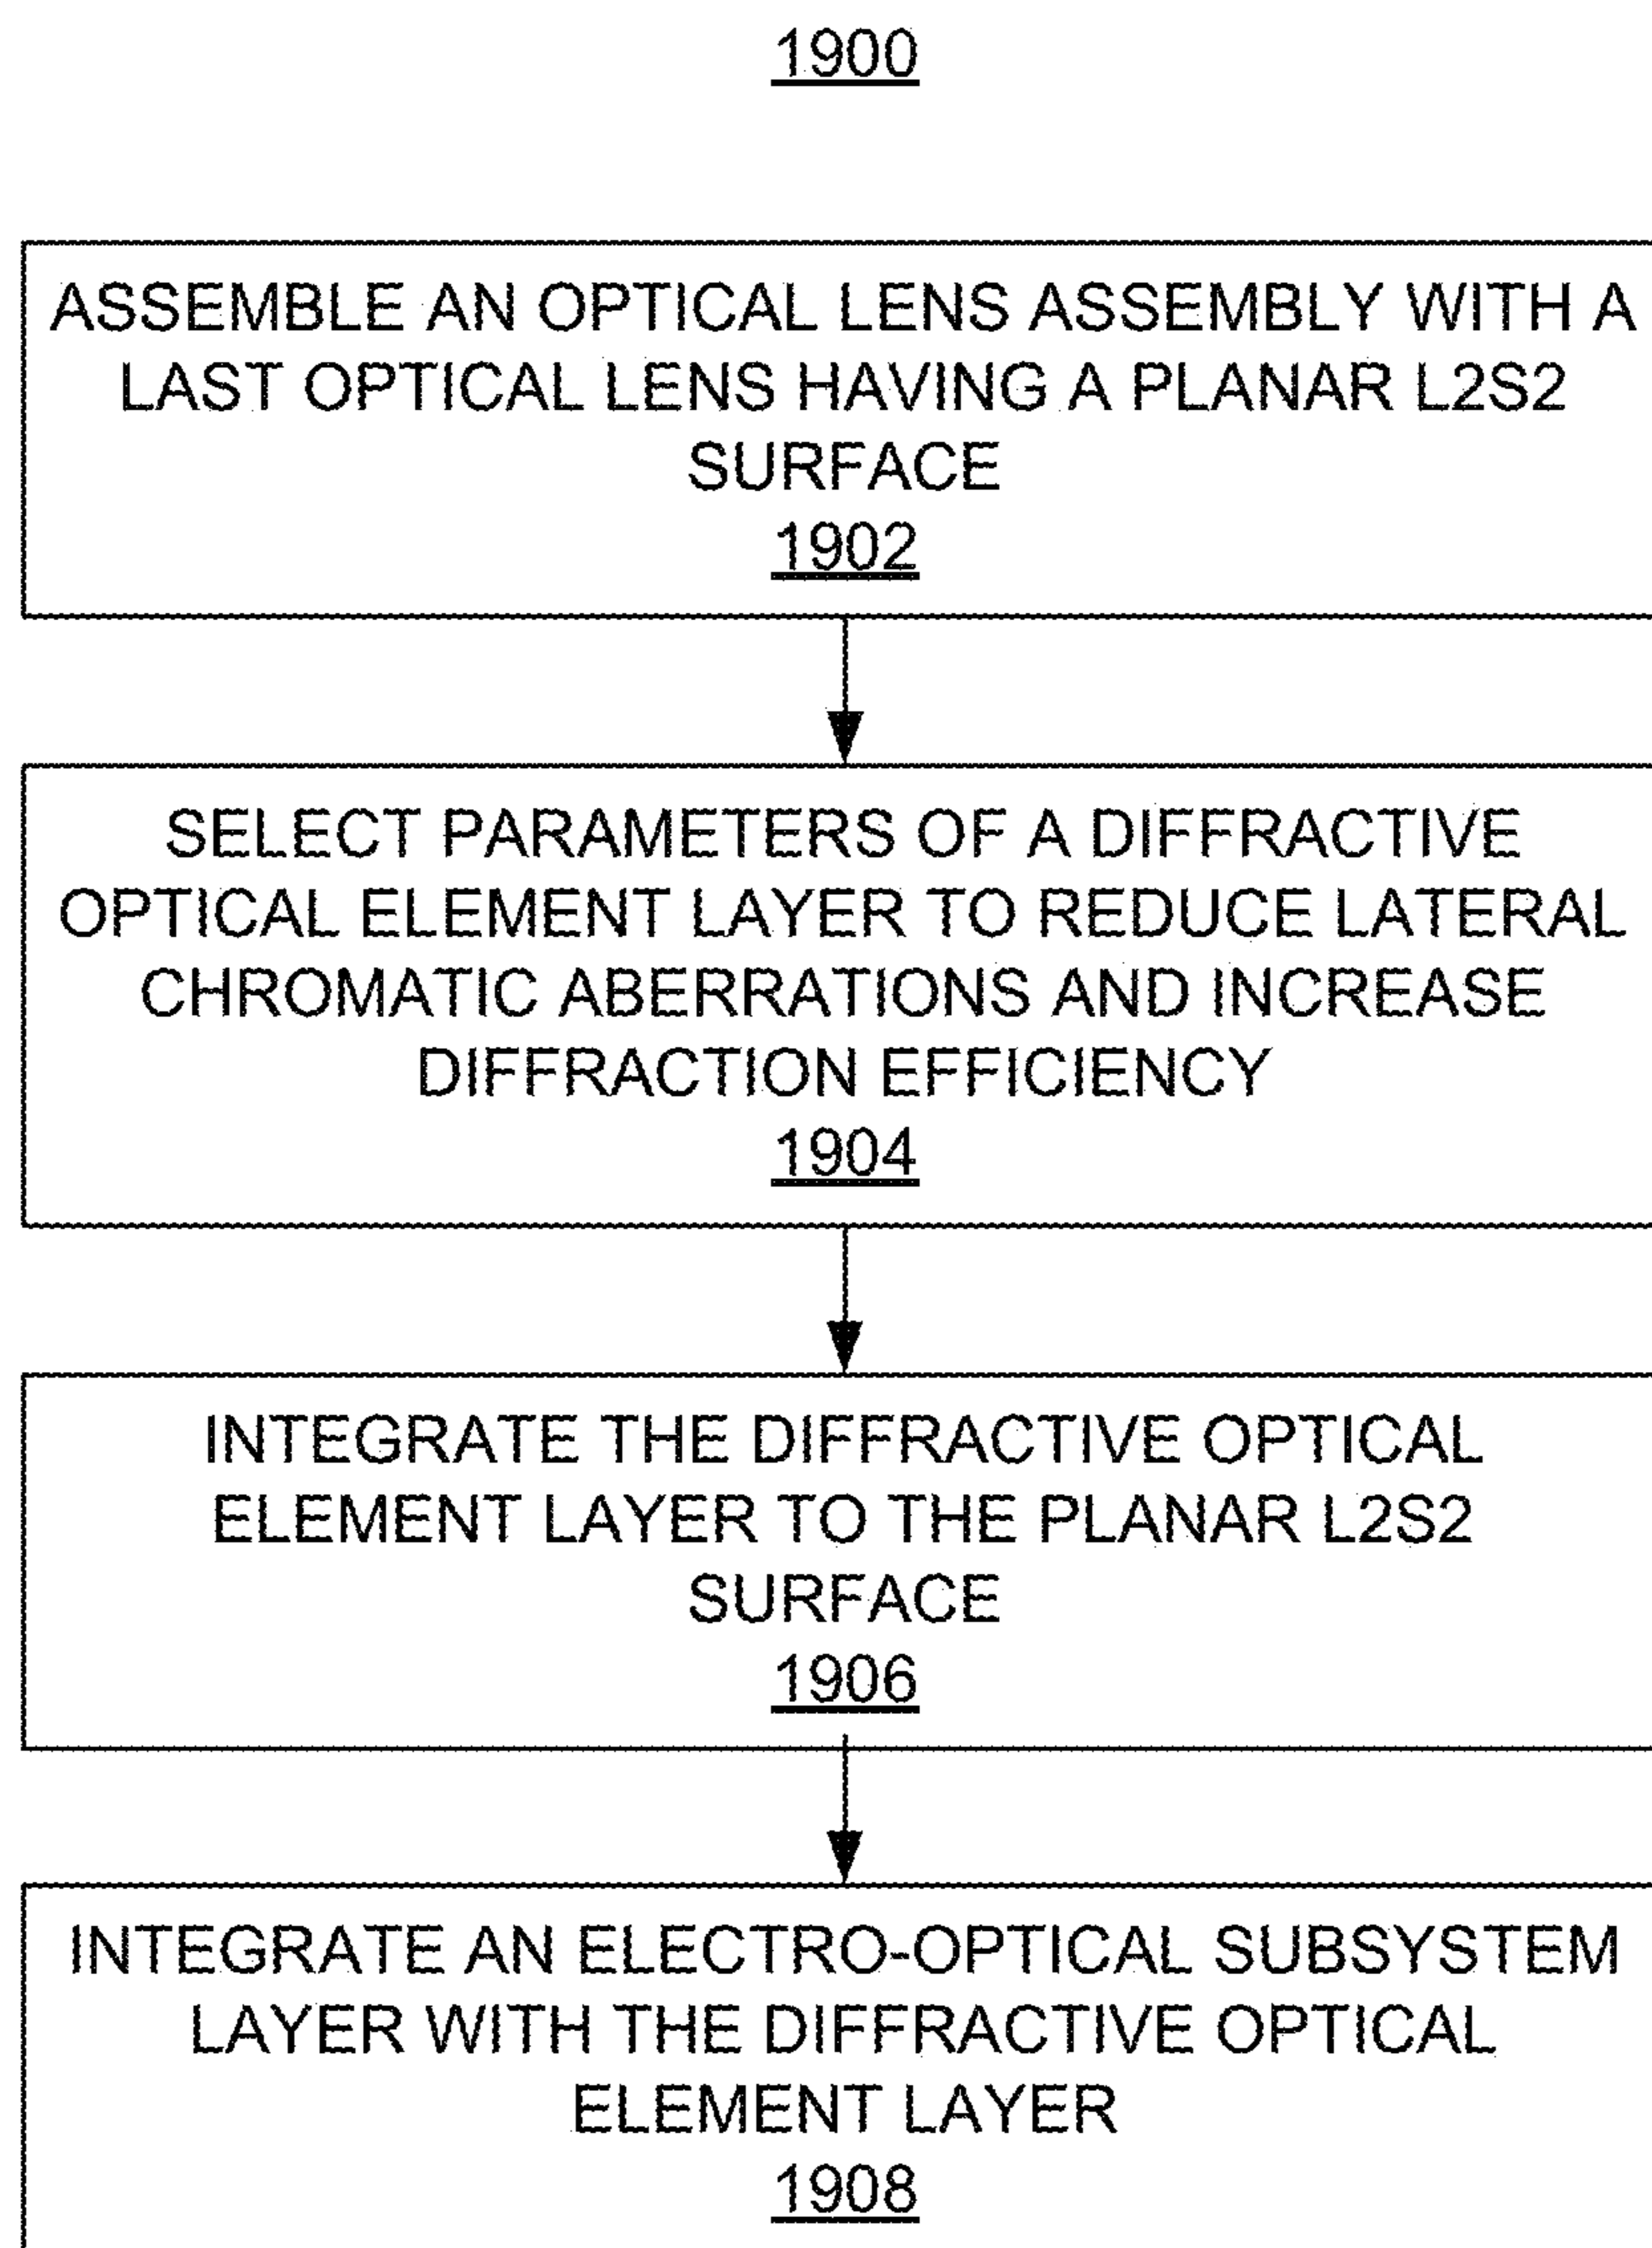 1900
ASSEMBLE AN OPTICAL LENS ASSEMBLY WITH A
LAST OPTICAL LENS HAVING A PLANAR L2S2
SURFACE
1902
SELECT PARAMETERS OF A DIFFRACTIVE
OPTICAL ELEMENT LAYER TO REDUCE LATERAL
CHROMATIC ABERRATIONS AND INCREASE
DIFFRACTION EFFICIENCY
1904
INTEGRATE THE DIFFRACTIVE OPTICAL
ELEMENT LAYER TO THE PLANAR L2S2
SURFACE
1906
INTEGRATE AN ELECTRO-OPTICAL SUBSYSTEM
LAYER WITH THE DIFFRACTIVE OPTICAL
ELEMENT LAYER
1908